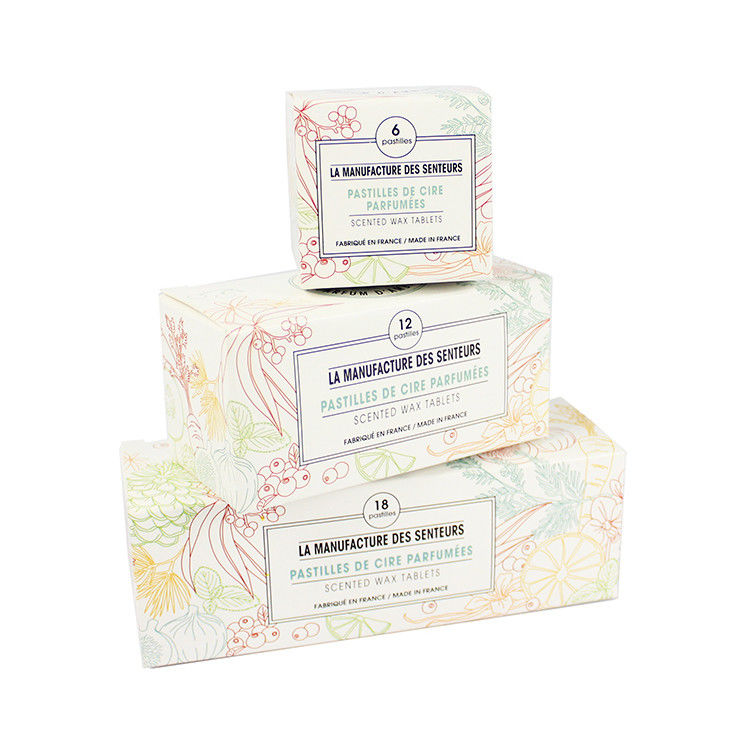 6
pastilles
LA MANUFACTURE DES SENTEURS
PASTILLES DE CIRE
PARFUMÉES
SCENTED WAX TABLETS
FABRIQUÉ EN FRANCE / MADE IN FRANCE
12
pastilles
LA MANUFACTURE DES SENTEURS
PASTILLES DE CIRE PARFUMÉES
SCENTED WAX TABLETS
FABRIQUÉ EN FRANCE / MADE IN FRANCE
18
pastilles
LA MANUFACTURE DES SENTEURS
PASTILLES DE CIRE PARFUMÉES
SCENTED WAX TABLETS
FABRIQUÉ EN FRANCE / MADE IN FRANCE